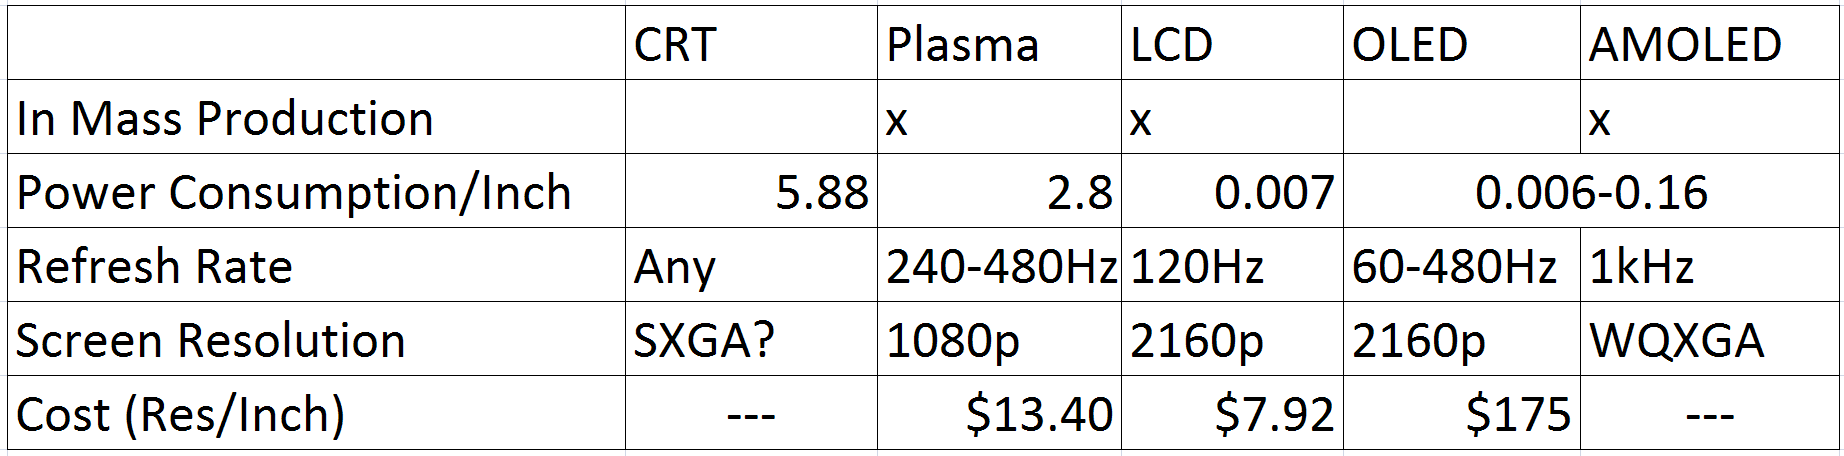 CRT Plasma LCD OLED AMOLED
In Mass Production x x x
Power Consumption/Inch 5.88 2.8 0.007 0.006-0.16
Refresh Rate Any 240-480Hz 120Hz 60-480Hz 1kHz
Screen Resolution SXGA? 1080p 2160p 2160p WQXGA
Cost (Res/Inch) --- $13.40 $7.92 $175 ---